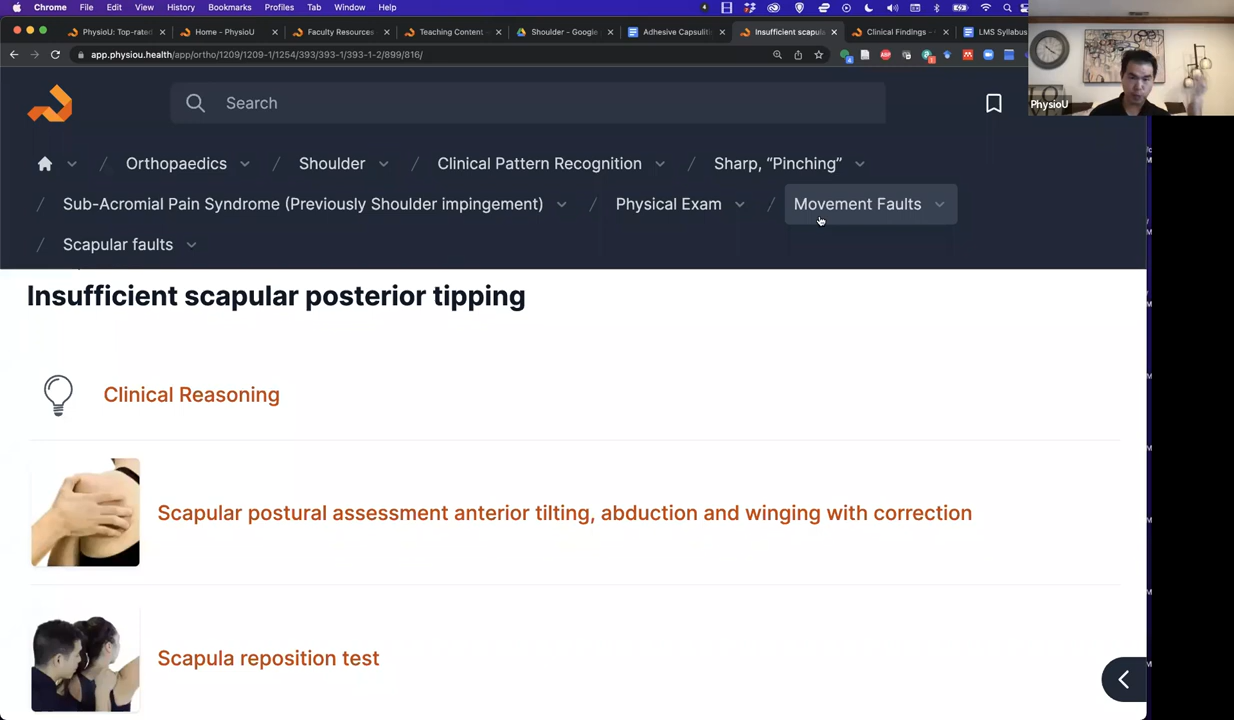 Chrome File Edit View History Bookmarks Profiles Tab Window Help
PhysioU: Top-rated
Home - PhysioU
Faculty Resources
Teaching Content
Shoulder - Google
Adhesive Capsuliti
Insufficient scapula
Clinical Findings -
LMS Syllabus
app.physiou.health/app/ortho/1209/1209-1/1254/393/393-1/393-1-2/899/816/
PhysioU
Search
/ Orthopaedics / Shoulder / Clinical Pattern Recognition / Sharp, “Pinching”
/ Sub-Acromial Pain Syndrome (Previously Shoulder impingement) / Physical Exam / Movement Faults
/ Scapular faults
Insufficient scapular posterior tipping
Clinical Reasoning
Scapular postural assessment anterior tilting, abduction and winging with correction
Scapula reposition test